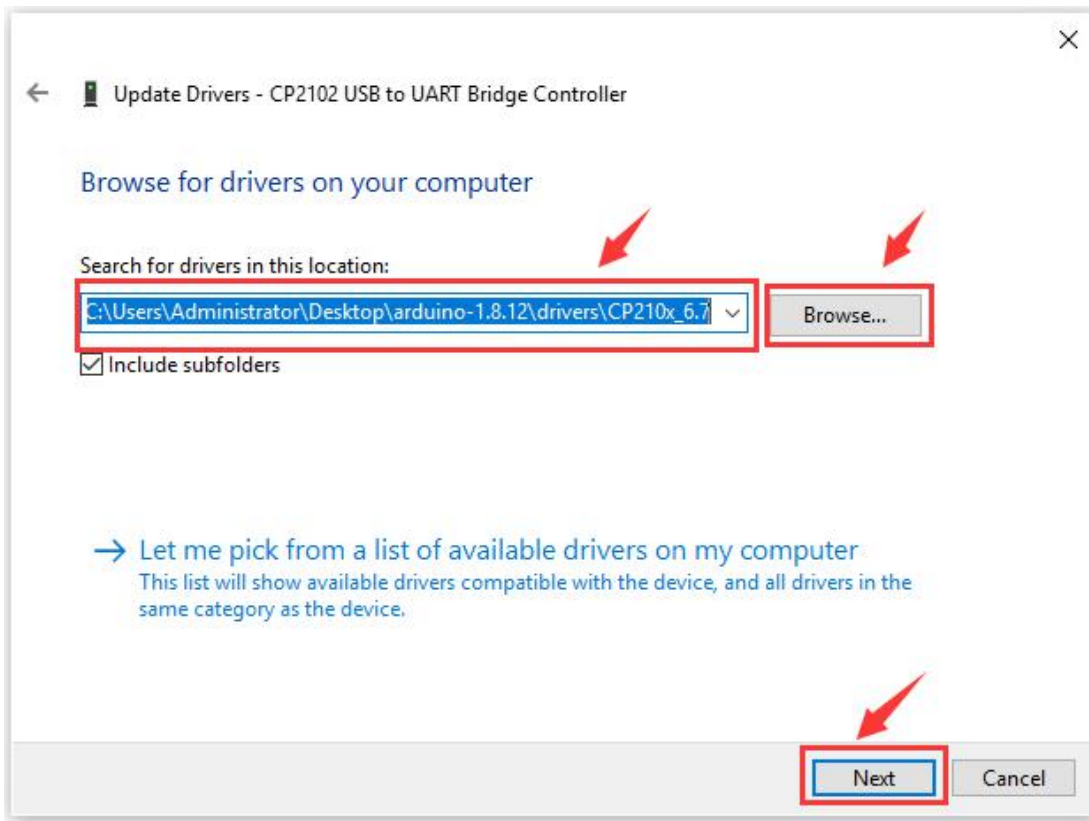 Update Drivers - CP2102 USB to UART Bridge Controller
Browse for drivers on your computer
Search for drivers in this location:
C:\Users\Administrator\Desktop\arduino-1.8.12\drivers\CP210x_6.7
Browse...
Include subfolders
Let me pick from a list of available drivers on my computer
This list will show available drivers compatible with the device, and all drivers in the
same category as the device.
Next
Cancel